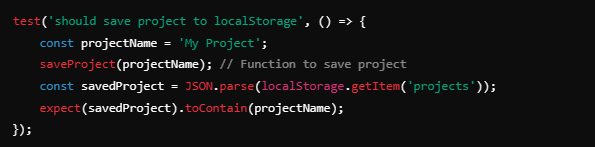 test('should save project to localStorage', () => {
    const projectName = 'My Project';
    saveProject(projectName); // Function to save project
    const savedProject = JSON.parse(localStorage.getItem('projects'));
    expect(savedProject).toContain(projectName);
});